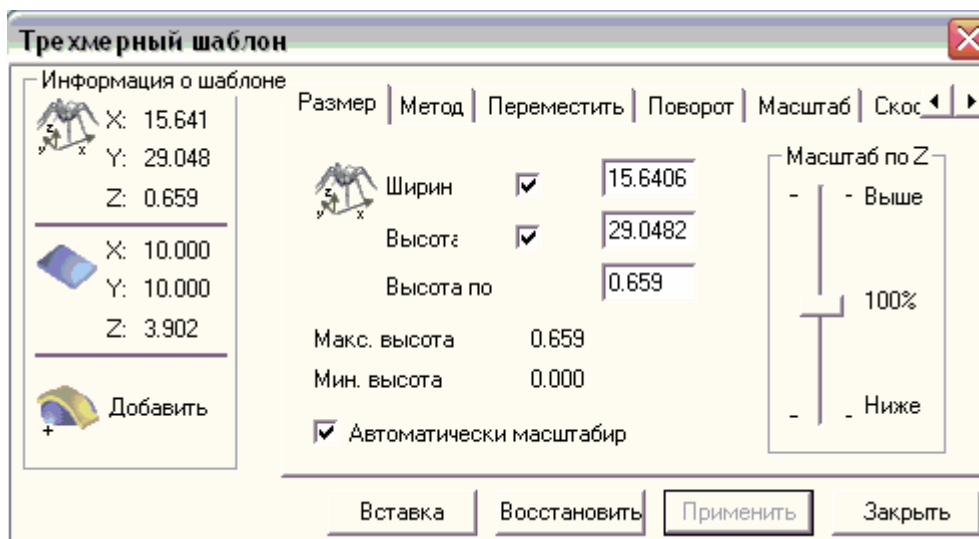 Трехмерный шаблон
Информация о шаблоне
X: 15.641
Y: 29.048
Z: 0.659
X: 10.000
Y: 10.000
Z: 3.902
Добавить
Размер Метод Переместить Поворот Масштаб Скос
Ширин 15.6406
Высота 29.0482
Высота по 0.659
Макс. высота 0.659
Мин. высота 0.000
Автоматически масштабир
Масштаб по Z
Выше
100%
Ниже
Вставка Восстановить Применить Закрыть